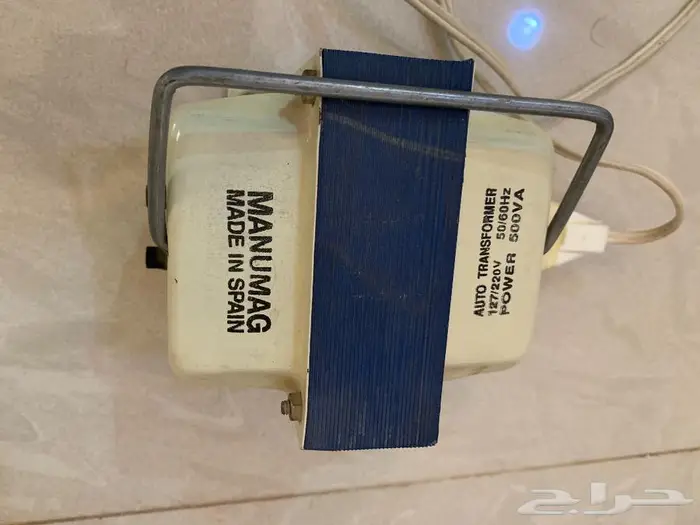 MANUMAG
MADE IN SPAIN
AUTO TRANSFORMER
127/220V 50/60Hz
POWER 500VA
حراج